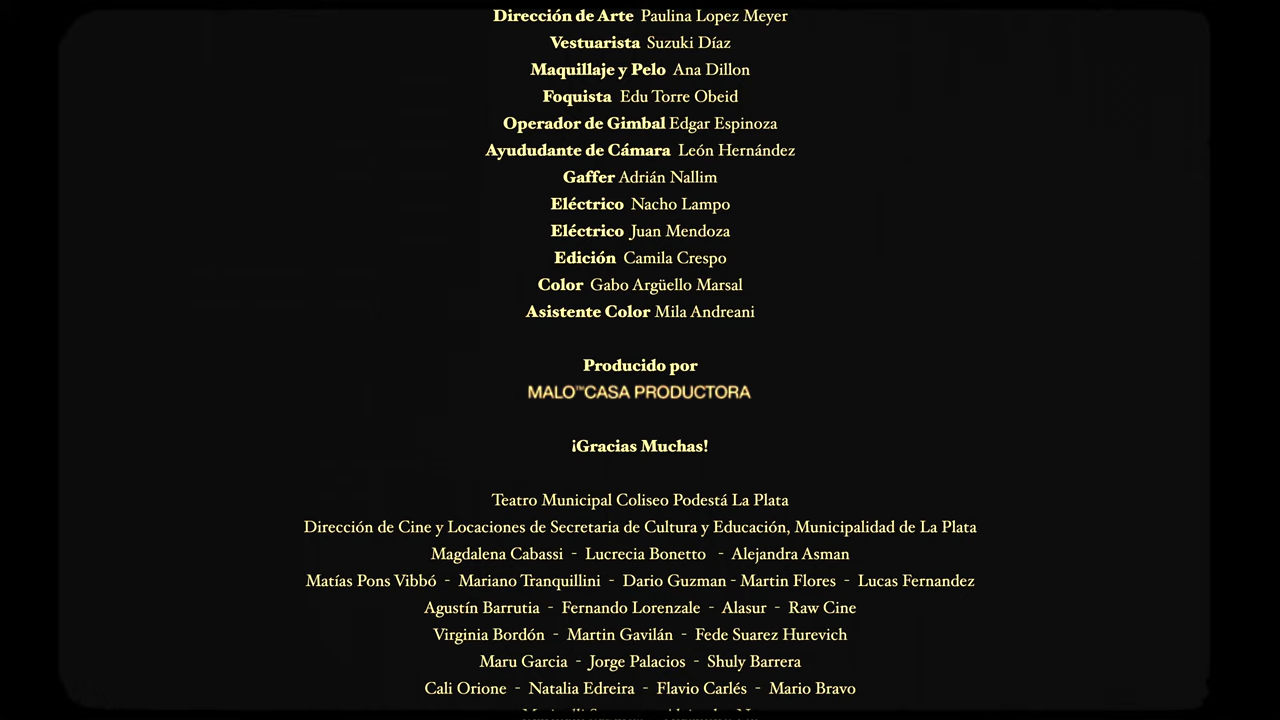 Dirección de Arte Paulina Lopez Meyer
Vestuarista Suzuki Díaz
Maquillaje y Pelo Ana Dillon
Foquista Edu Torre Obeid
Operador de Gimbal Edgar Espinoza
Ayududante de Cámara León Hernández
Gaffer Adrián Nallim
Eléctrico Nacho Lampo
Eléctrico Juan Mendoza
Edición Camila Crespo
Color Gabo Argüello Marsal
Asistente Color Mila Andreani
Producido por
MALO™CASA PRODUCTORA
¡Gracias Muchas!
Teatro Municipal Coliseo Podestá La Plata
Dirección de Cine y Locaciones de Secretaria de Cultura y Educación, Municipalidad de La Plata
Magdalena Cabassi - Lucrecia Bonetto - Alejandra Asman
Matías Pons Vibbó - Mariano Tranquillini - Dario Guzman - Martin Flores - Lucas Fernandez
Agustín Barrutia - Fernando Lorenzale - Alasur - Raw Cine
Virginia Bordón - Martin Gavilán - Fede Suarez Hurevich
Maru Garcia - Jorge Palacios - Shuly Barrera
Cali Orione - Natalia Edreira - Flavio Carlés - Mario Bravo